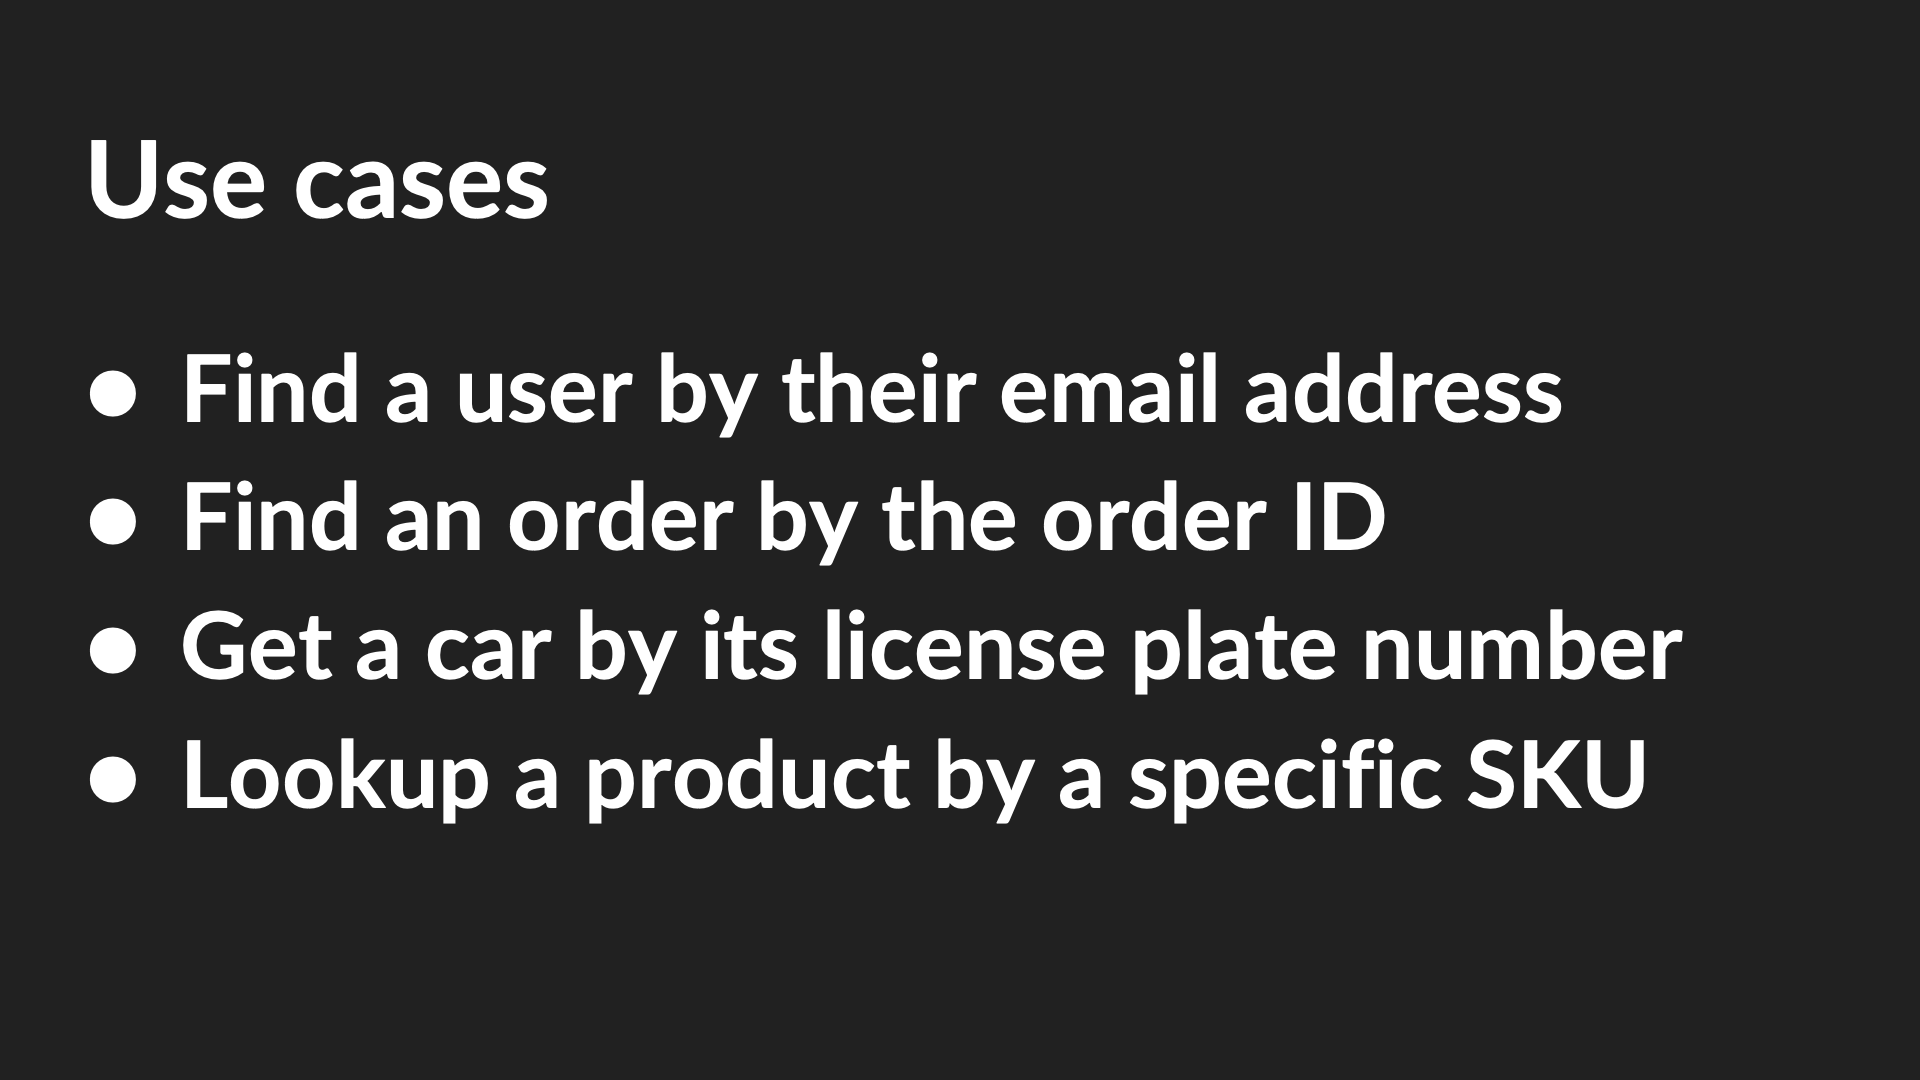 Use cases
● Find a user by their email address
● Find an order by the order ID
● Get a car by its license plate number
● Lookup a product by a specific SKU